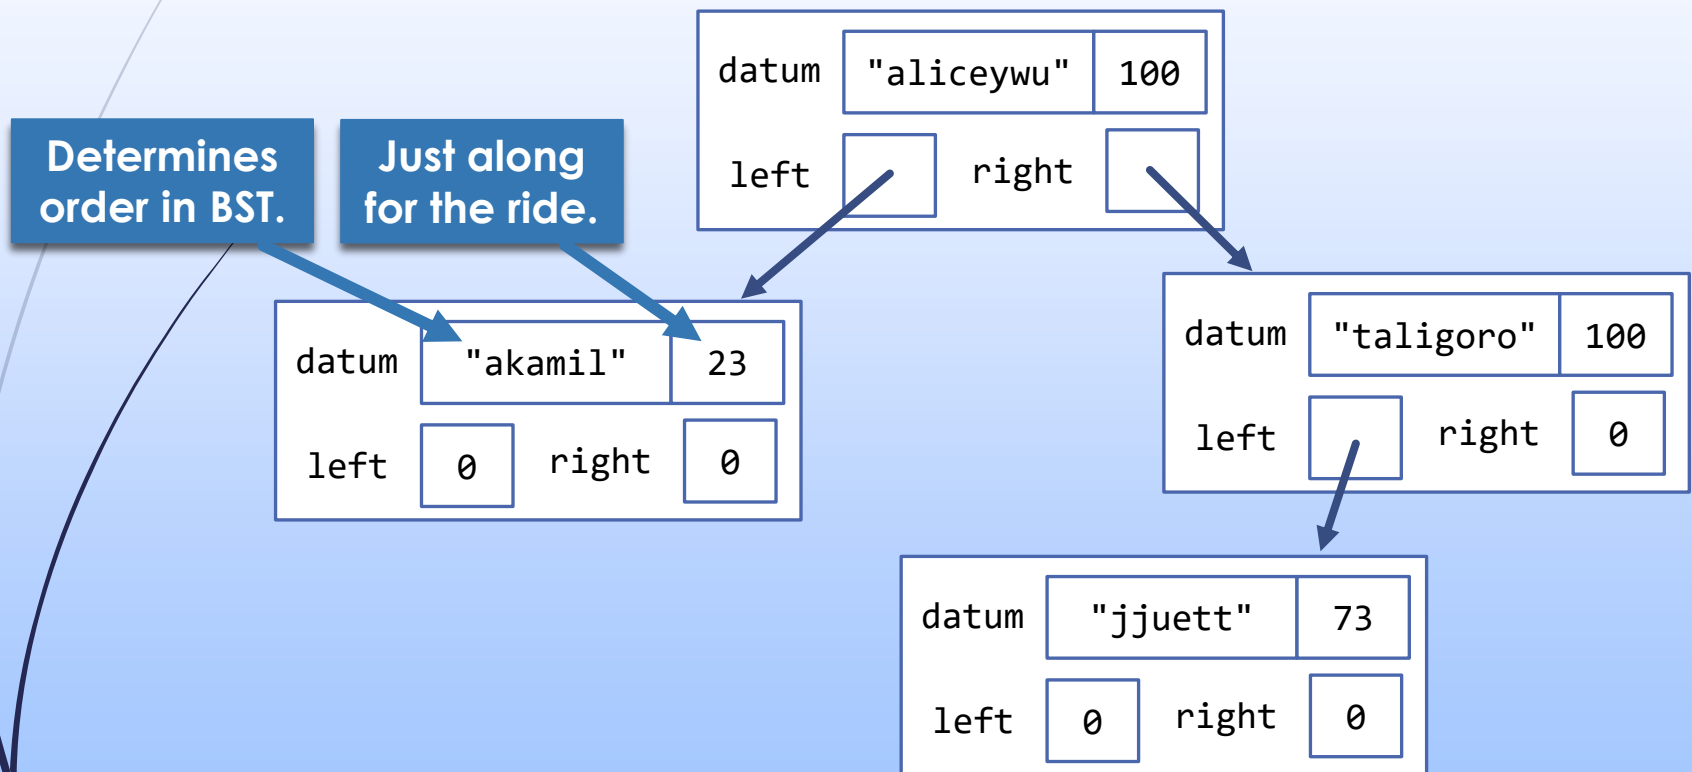 datum "aliceywu" 100
left right
Determines
order in BST.
Just along
for the ride.
datum "akamil" 23
left 0 right 0
datum "taligoro" 100
left right 0
datum "jjuett" 73
left 0 right 0